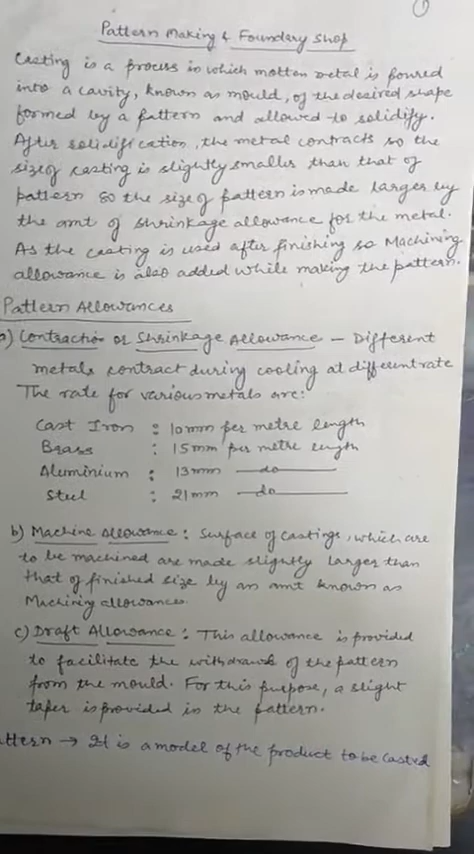 ①
Pattern Making & Foundary Shop
Casting is a process in which molten metal is poured
into a cavity, known as mould, of the desired shape
formed by a pattern and allowed to solidify.
After solidification, the metal contracts so the
size of casting is slightly smaller than that of
pattern so the size of pattern is made larger by
the amt of shrinkage allowance for the metal.
As the casting is used after finishing so Machining
allowance is also added while making the pattern.
Pattern Allowances
a) Contraction or Shrinkage Allowance – Different
metals contract during cooling at different rate
The rate for various metals are:
Cast Iron : 10mm per metre length
Brass : 15mm per metre length
Aluminium : 13mm —do—
Steel : 21mm —do—
b) Machine Allowance : Surface of castings, which are
to be machined are made slightly larger than
that of finished size by an amt known as
Machining allowances.
c) Draft Allowance : This allowance is provided
to facilitate the withdrawl of the pattern
from the mould. For this purpose, a slight
taper is provided in the pattern.
ttern → It is a model of the product to be casted